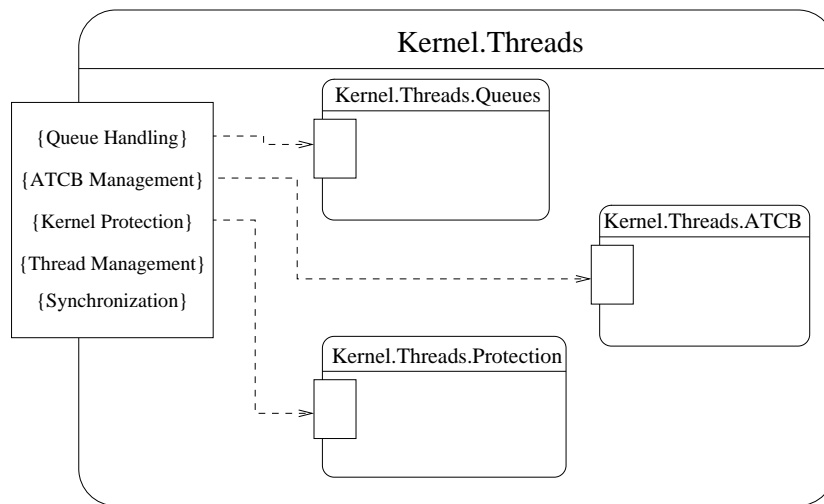 Kernel.Threads
Kernel.Threads.Queues
{Queue Handling}
{ATCB Management}
{Kernel Protection}
{Thread Management}
{Synchronization}
Kernel.Threads.ATCB
Kernel.Threads.Protection